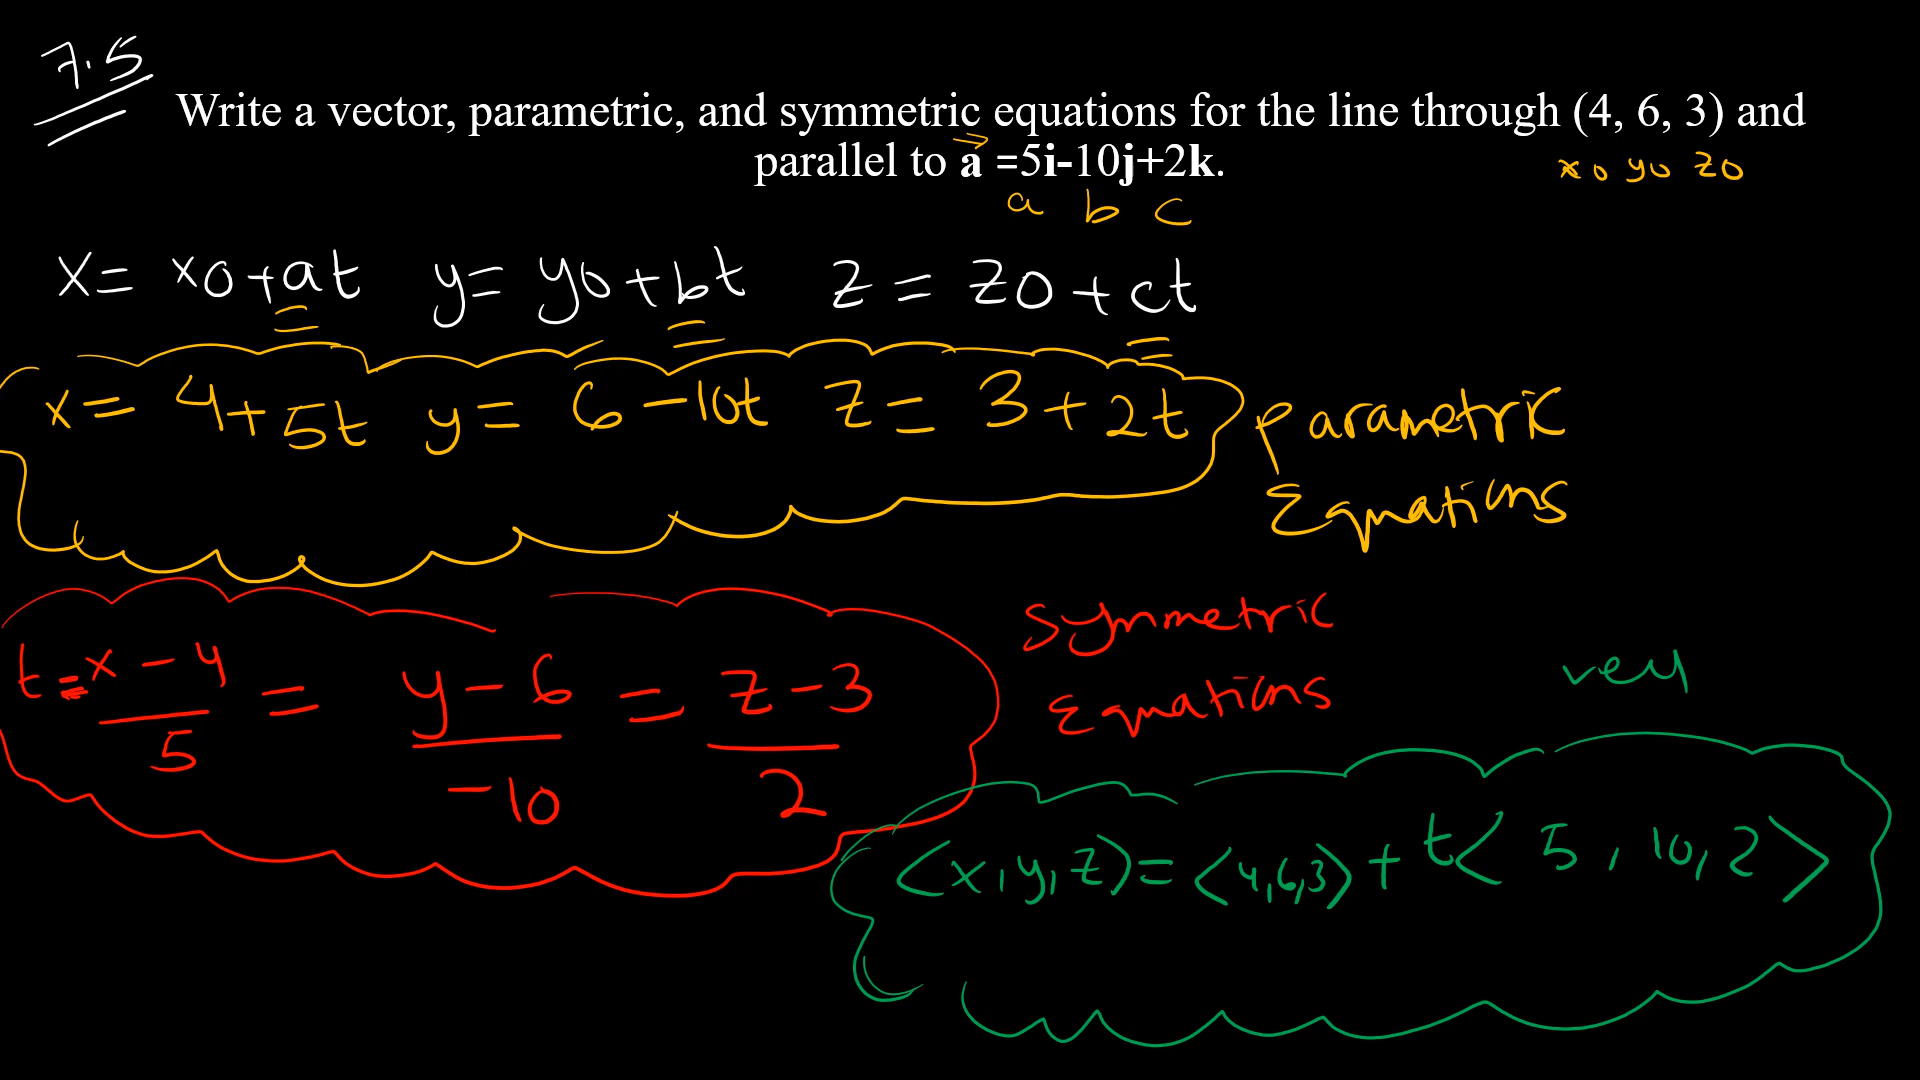 7.5
Write a vector, parametric, and symmetric equations for the line through (4, 6, 3) and
parallel to a =5i-10j+2k.
x0 y0 z0
a b c
x= x0+at y= y0+bt z= z0+ct
x= 4+5t y= 6-10t z= 3+2t
Parametric
Equations
t=x-4/5 = y-6/-10 = z-3/2
Symmetric
Equations
<x,y,z>=<4,6,3>+t<5,10,2>